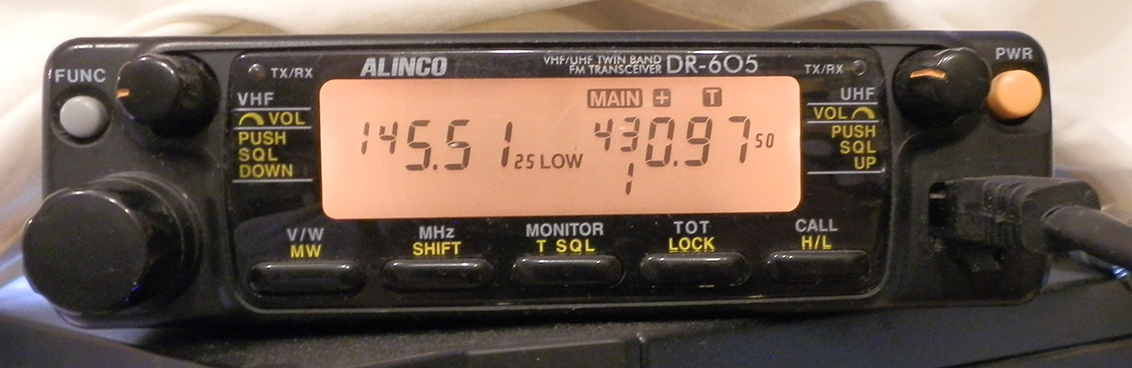 FUNC
TX/RX
ALINCO
VHF/UHF TWIN BAND
FM TRANSCEIVER
DR-605
TX/RX
PWR
VHF
VOL
PUSH
SQL
DOWN
MAIN + T
145.51 25 LOW
430.97 50
1
UHF
VOL
PUSH
SQL
UP
V/W
MW
MHz
SHIFT
MONITOR
T SQL
TOT
LOCK
CALL
H/L